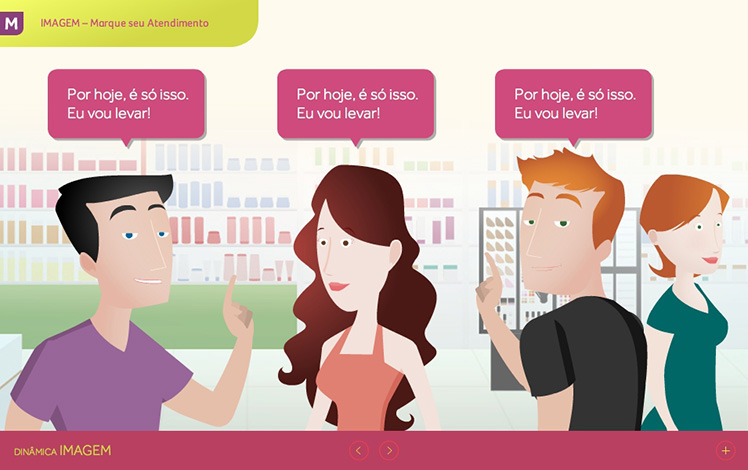 M
IMAGEM – Marque seu Atendimento
Por hoje, é só isso.
Eu vou levar!
Por hoje, é só isso.
Eu vou levar!
Por hoje, é só isso.
Eu vou levar!
DINÂMICA IMAGEM